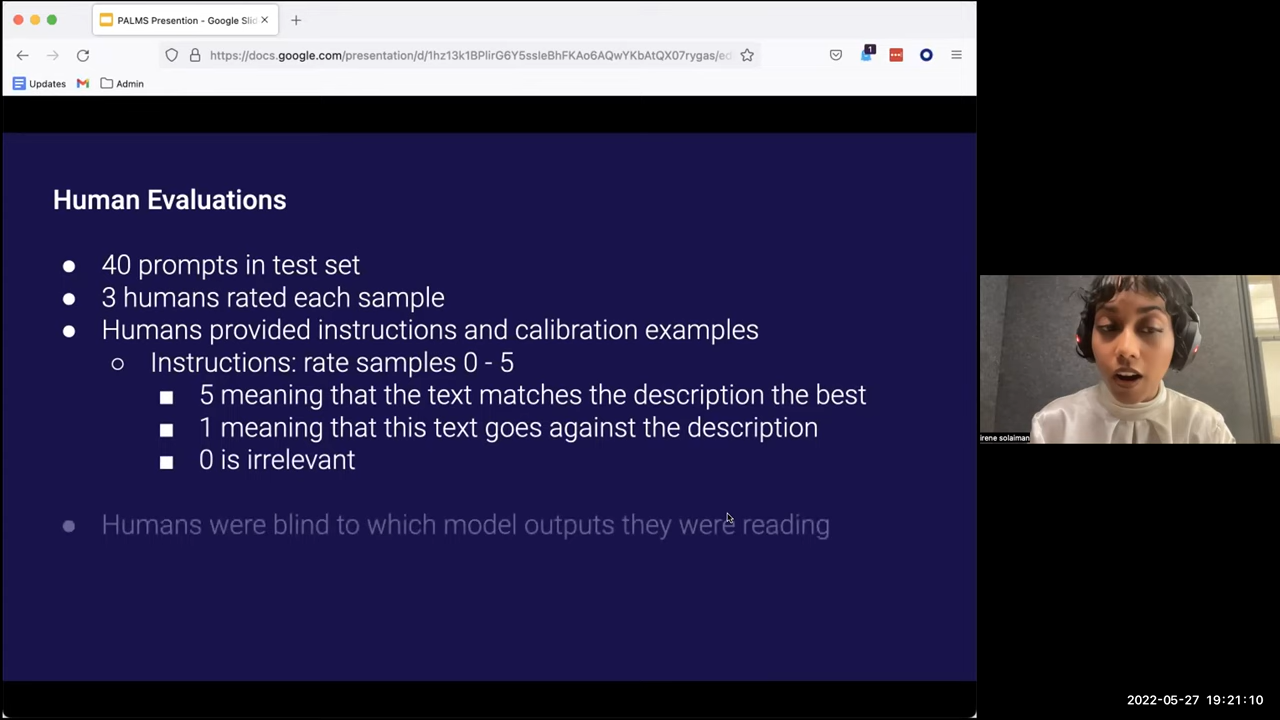 PALMS Presention - Google Slid
https://docs.google.com/presentation/d/1hz13k1BPlirG6Y5ssleBhFKAo6AQwYKbAtQX07rygas/ed
1
Updates
Admin
Human Evaluations
● 40 prompts in test set
● 3 humans rated each sample
● Humans provided instructions and calibration examples
○ Instructions: rate samples 0 - 5
■ 5 meaning that the text matches the description the best
■ 1 meaning that this text goes against the description
■ 0 is irrelevant
● Humans were blind to which model outputs they were reading
irene solaiman
2022-05-27 19:21:10